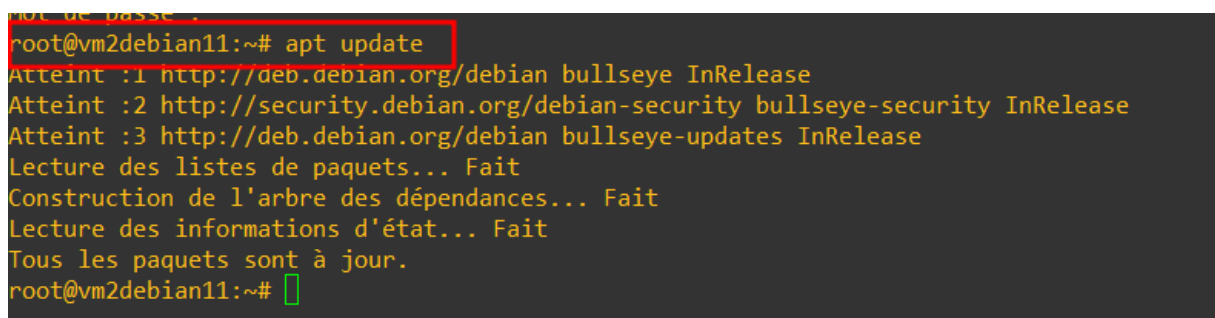 Mot de passe :
root@vm2debian11:~# apt update
Atteint :1 http://deb.debian.org/debian bullseye InRelease
Atteint :2 http://security.debian.org/debian-security bullseye-security InRelease
Atteint :3 http://deb.debian.org/debian bullseye-updates InRelease
Lecture des listes de paquets... Fait
Construction de l'arbre des dépendances... Fait
Lecture des informations d'état... Fait
Tous les paquets sont à jour.
root@vm2debian11:~#